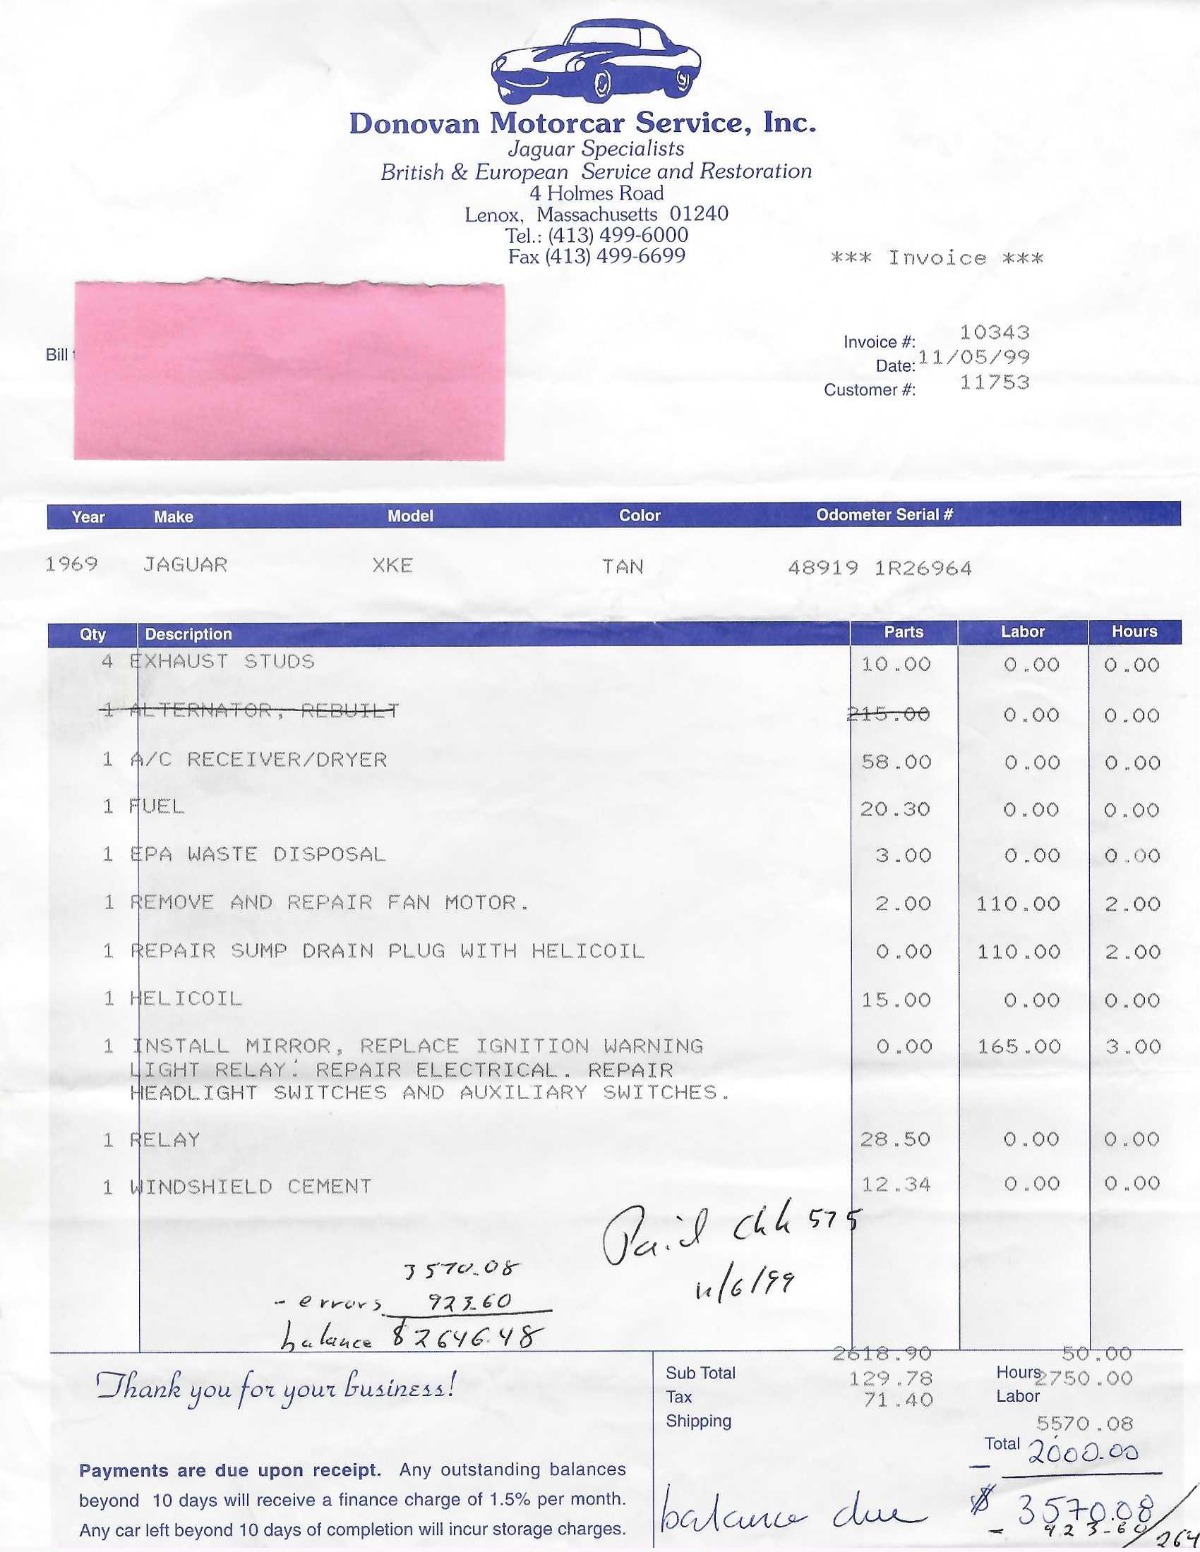 Donovan Motorcar Service, Inc.
Jaguar Specialists
British & European Service and Restoration
4 Holmes Road
Lenox, Massachusetts 01240
Tel.: (413) 499-6000
Fax (413) 499-6699
*** Invoice ***
Bill
Invoice #: 10343
Date: 11/05/99
Customer #: 11753
Year Make Model Color Odometer Serial #
1969 JAGUAR XKE TAN 48919 1R26964
Qty Description Parts Labor Hours
4 EXHAUST STUDS 10.00 0.00 0.00
1 ALTERNATOR, REBUILT 215.00 0.00 0.00
1 A/C RECEIVER/DRYER 58.00 0.00 0.00
1 FUEL 20.30 0.00 0.00
1 EPA WASTE DISPOSAL 3.00 0.00 0.00
1 REMOVE AND REPAIR FAN MOTOR. 2.00 110.00 2.00
1 REPAIR SUMP DRAIN PLUG WITH HELICOIL 0.00 110.00 2.00
1 HELICOIL 15.00 0.00 0.00
1 INSTALL MIRROR, REPLACE IGNITION WARNING 0.00 165.00 3.00
LIGHT RELAY. REPAIR ELECTRICAL. REPAIR
HEADLIGHT SWITCHES AND AUXILIARY SWITCHES.
1 RELAY 28.50 0.00 0.00
1 WINDSHIELD CEMENT 12.34 0.00 0.00
Paid chk 575
11/6/99
3570.08
- errors 923.60
balance $2646.48
Thank you for your business!
Sub Total 2618.90
Tax 129.78
Shipping 71.40
Hours 50.00
Labor 2750.00
Total 5570.08
- 2000.00
balance due $ 3570.08
- 923.60 / 264
Payments are due upon receipt. Any outstanding balances
beyond 10 days will receive a finance charge of 1.5% per month.
Any car left beyond 10 days of completion will incur storage charges.